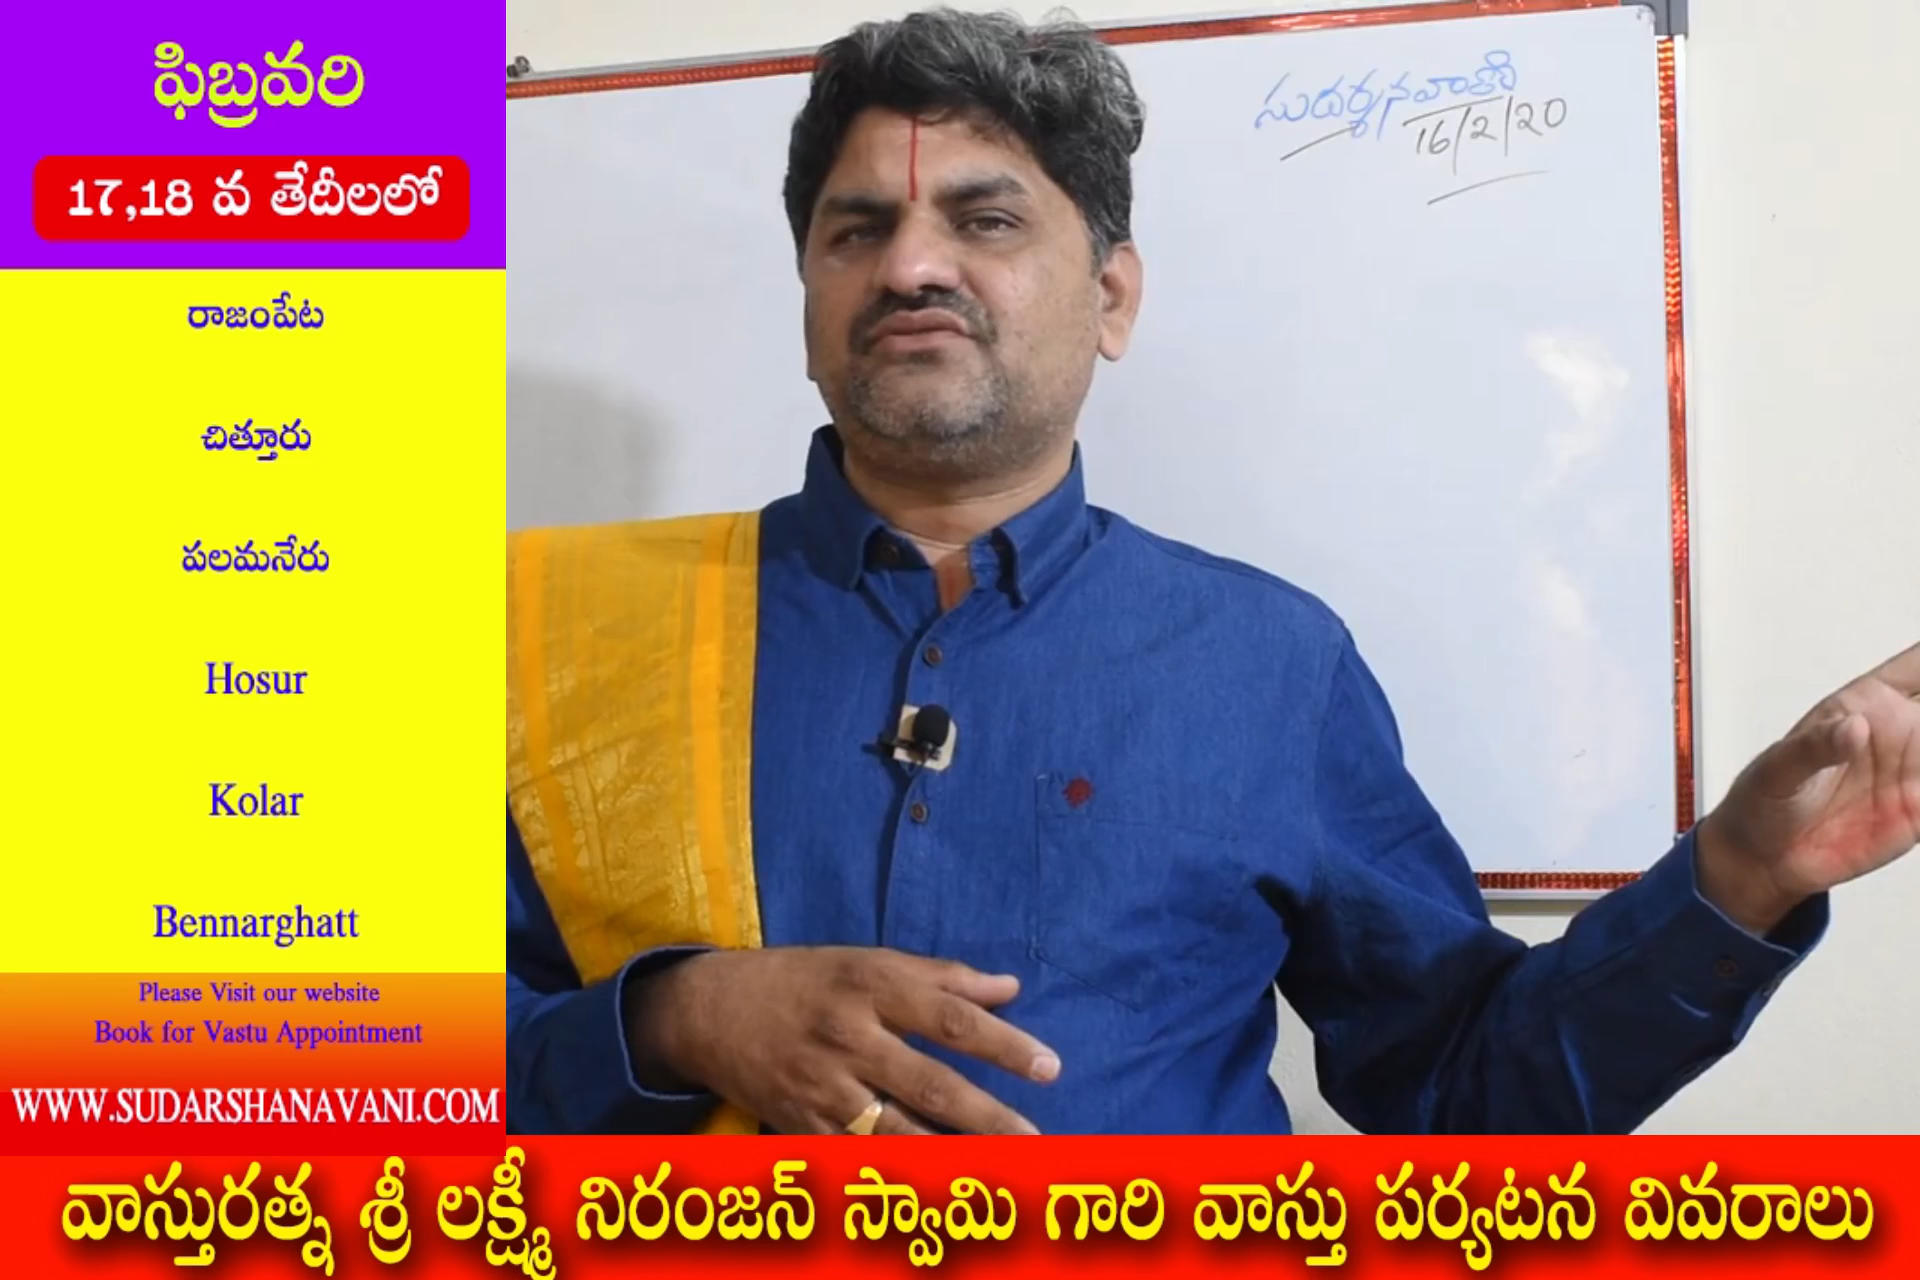 ఫిబ్రవరి
17,18 వ తేదీలలో
రాజంపేట
చిత్తూరు
పలమనేరు
Hosur
Kolar
Bennarghatt
Please Visit our website
Book for Vastu Appointment
WWW.SUDARSHANAVANI.COM
సుదర్శనవాణి
16/2/20
వాస్తురత్న శ్రీ లక్ష్మీ నిరంజన్ స్వామి గారి వాస్తు పర్యటన వివరాలు